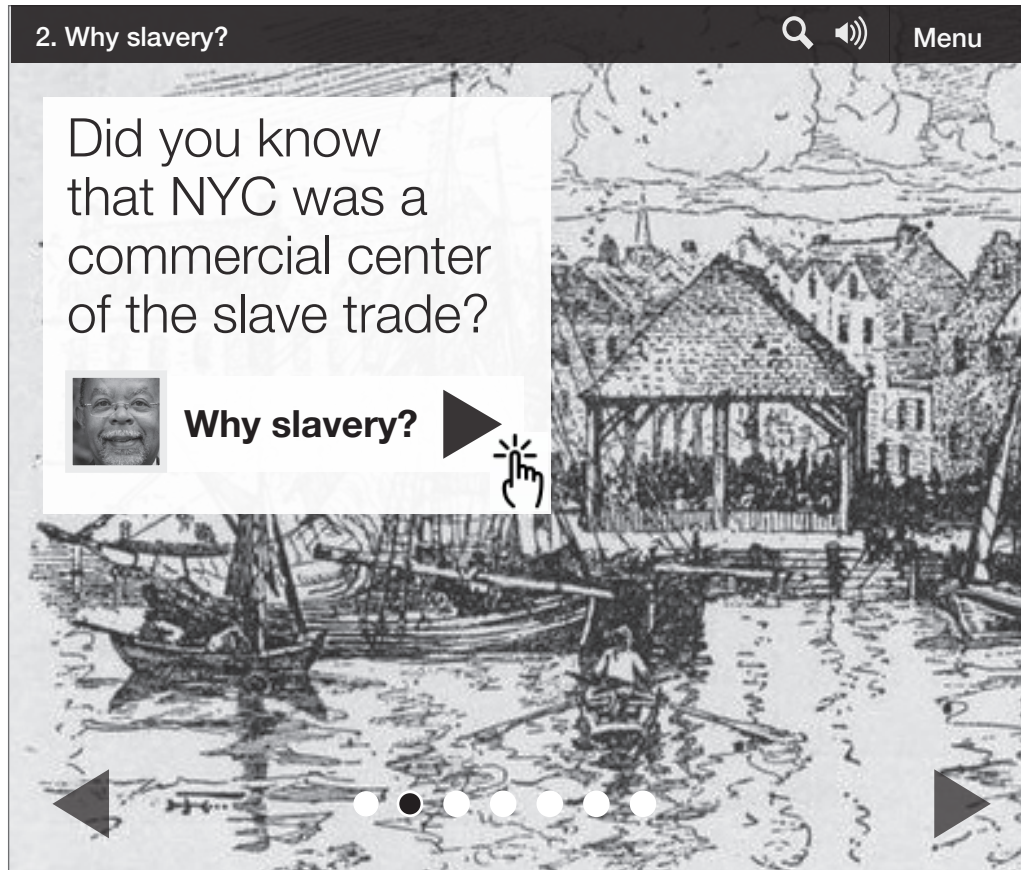 2. Why slavery?
Menu
Did you know
that NYC was a
commercial center
of the slave trade?
Why slavery?